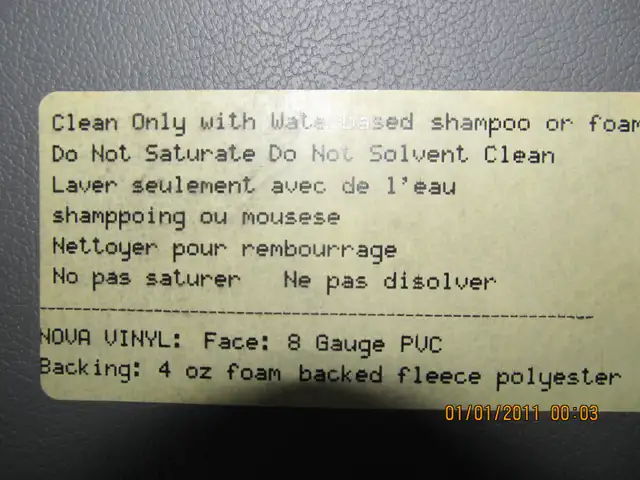 Clean Only with Water based shampoo or foam
Do Not Saturate Do Not Solvent Clean
Laver seulement avec de l'eau
shamppoing ou mousese
Nettoyer pour rembourrage
No pas saturer Ne pas disolver
NOVA VINYL: Face: 8 Gauge PVC
Backing: 4 oz foam backed fleece polyester
01/01/2011 00:03